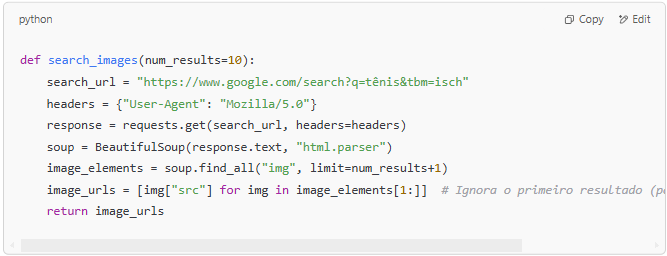 python
Copy
Edit
def search_images(num_results=10):
    search_url = "https://www.google.com/search?q=tênis&tbm=isch"
    headers = {"User-Agent": "Mozilla/5.0"}
    response = requests.get(search_url, headers=headers)
    soup = BeautifulSoup(response.text, "html.parser")
    image_elements = soup.find_all("img", limit=num_results+1)
    image_urls = [img["src"] for img in image_elements[1:]]  # Ignora o primeiro resultado
    return image_urls